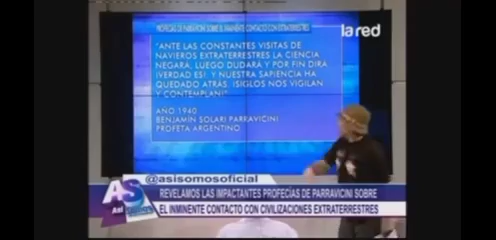 PROFECÍAS DE PARRAVICINI SOBRE EL INMINENTE CONTACTO CON EXTRATERRESTRES
la red
"ANTE LAS CONSTANTES VISITAS DE
NAVIEROS EXTRATERRESTRES LA CIENCIA
NEGARÁ, LUEGO DUDARÁ Y POR FIN DIRÁ
¡VERDAD ES!, Y NUESTRA SAPIENCIA HA
QUEDADO ATRÁS. ¡SIGLOS NOS VIGILAN
Y CONTEMPLAN!"
AÑO 1940
BENJAMÍN SOLARI PARRAVICINI
PROFETA ARGENTINO
@asisomosoficial
AS
Así
somos
REVELAMOS LAS IMPACTANTES PROFECÍAS DE PARRAVICINI SOBRE
EL INMINENTE CONTACTO CON CIVILIZACIONES EXTRATERRESTRES